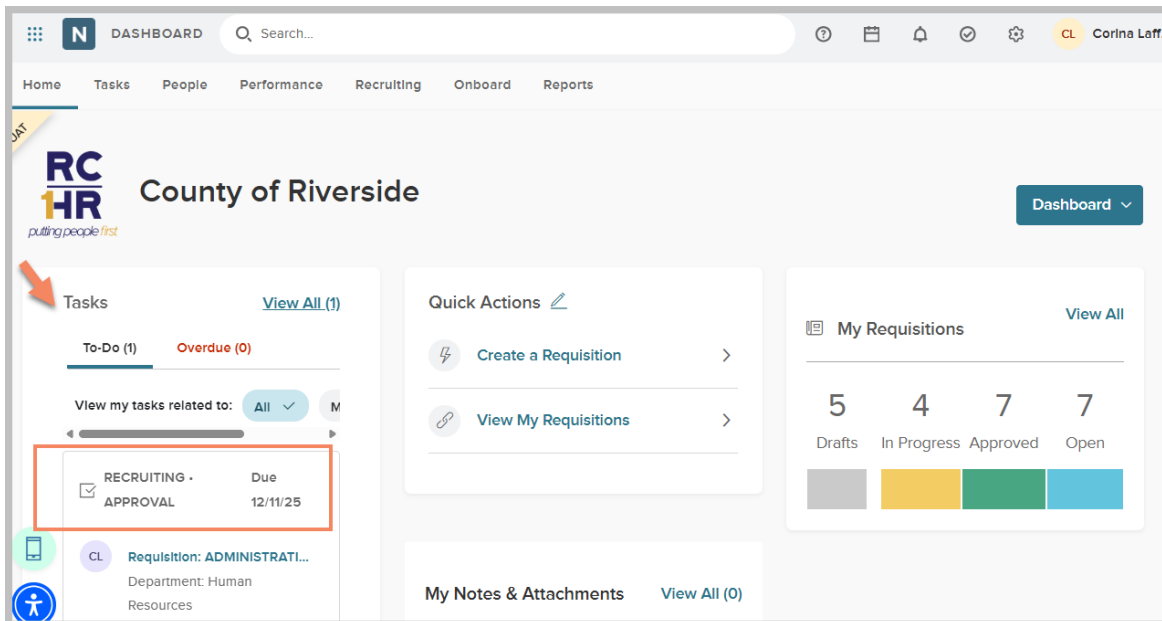 N DASHBOARD Search... CL Corina Laff
Home Tasks People Performance Recruiting Onboard Reports
UAT
RC
1HR
putting people first
County of Riverside
Dashboard
Tasks View All (1)
To-Do (1) Overdue (0)
View my tasks related to: All M
RECRUITING · Due
APPROVAL 12/11/25
CL Requisition: ADMINISTRATI...
Department: Human
Resources
Quick Actions
Create a Requisition
View My Requisitions
My Requisitions View All
5 4 7 7
Drafts In Progress Approved Open
My Notes & Attachments View All (0)